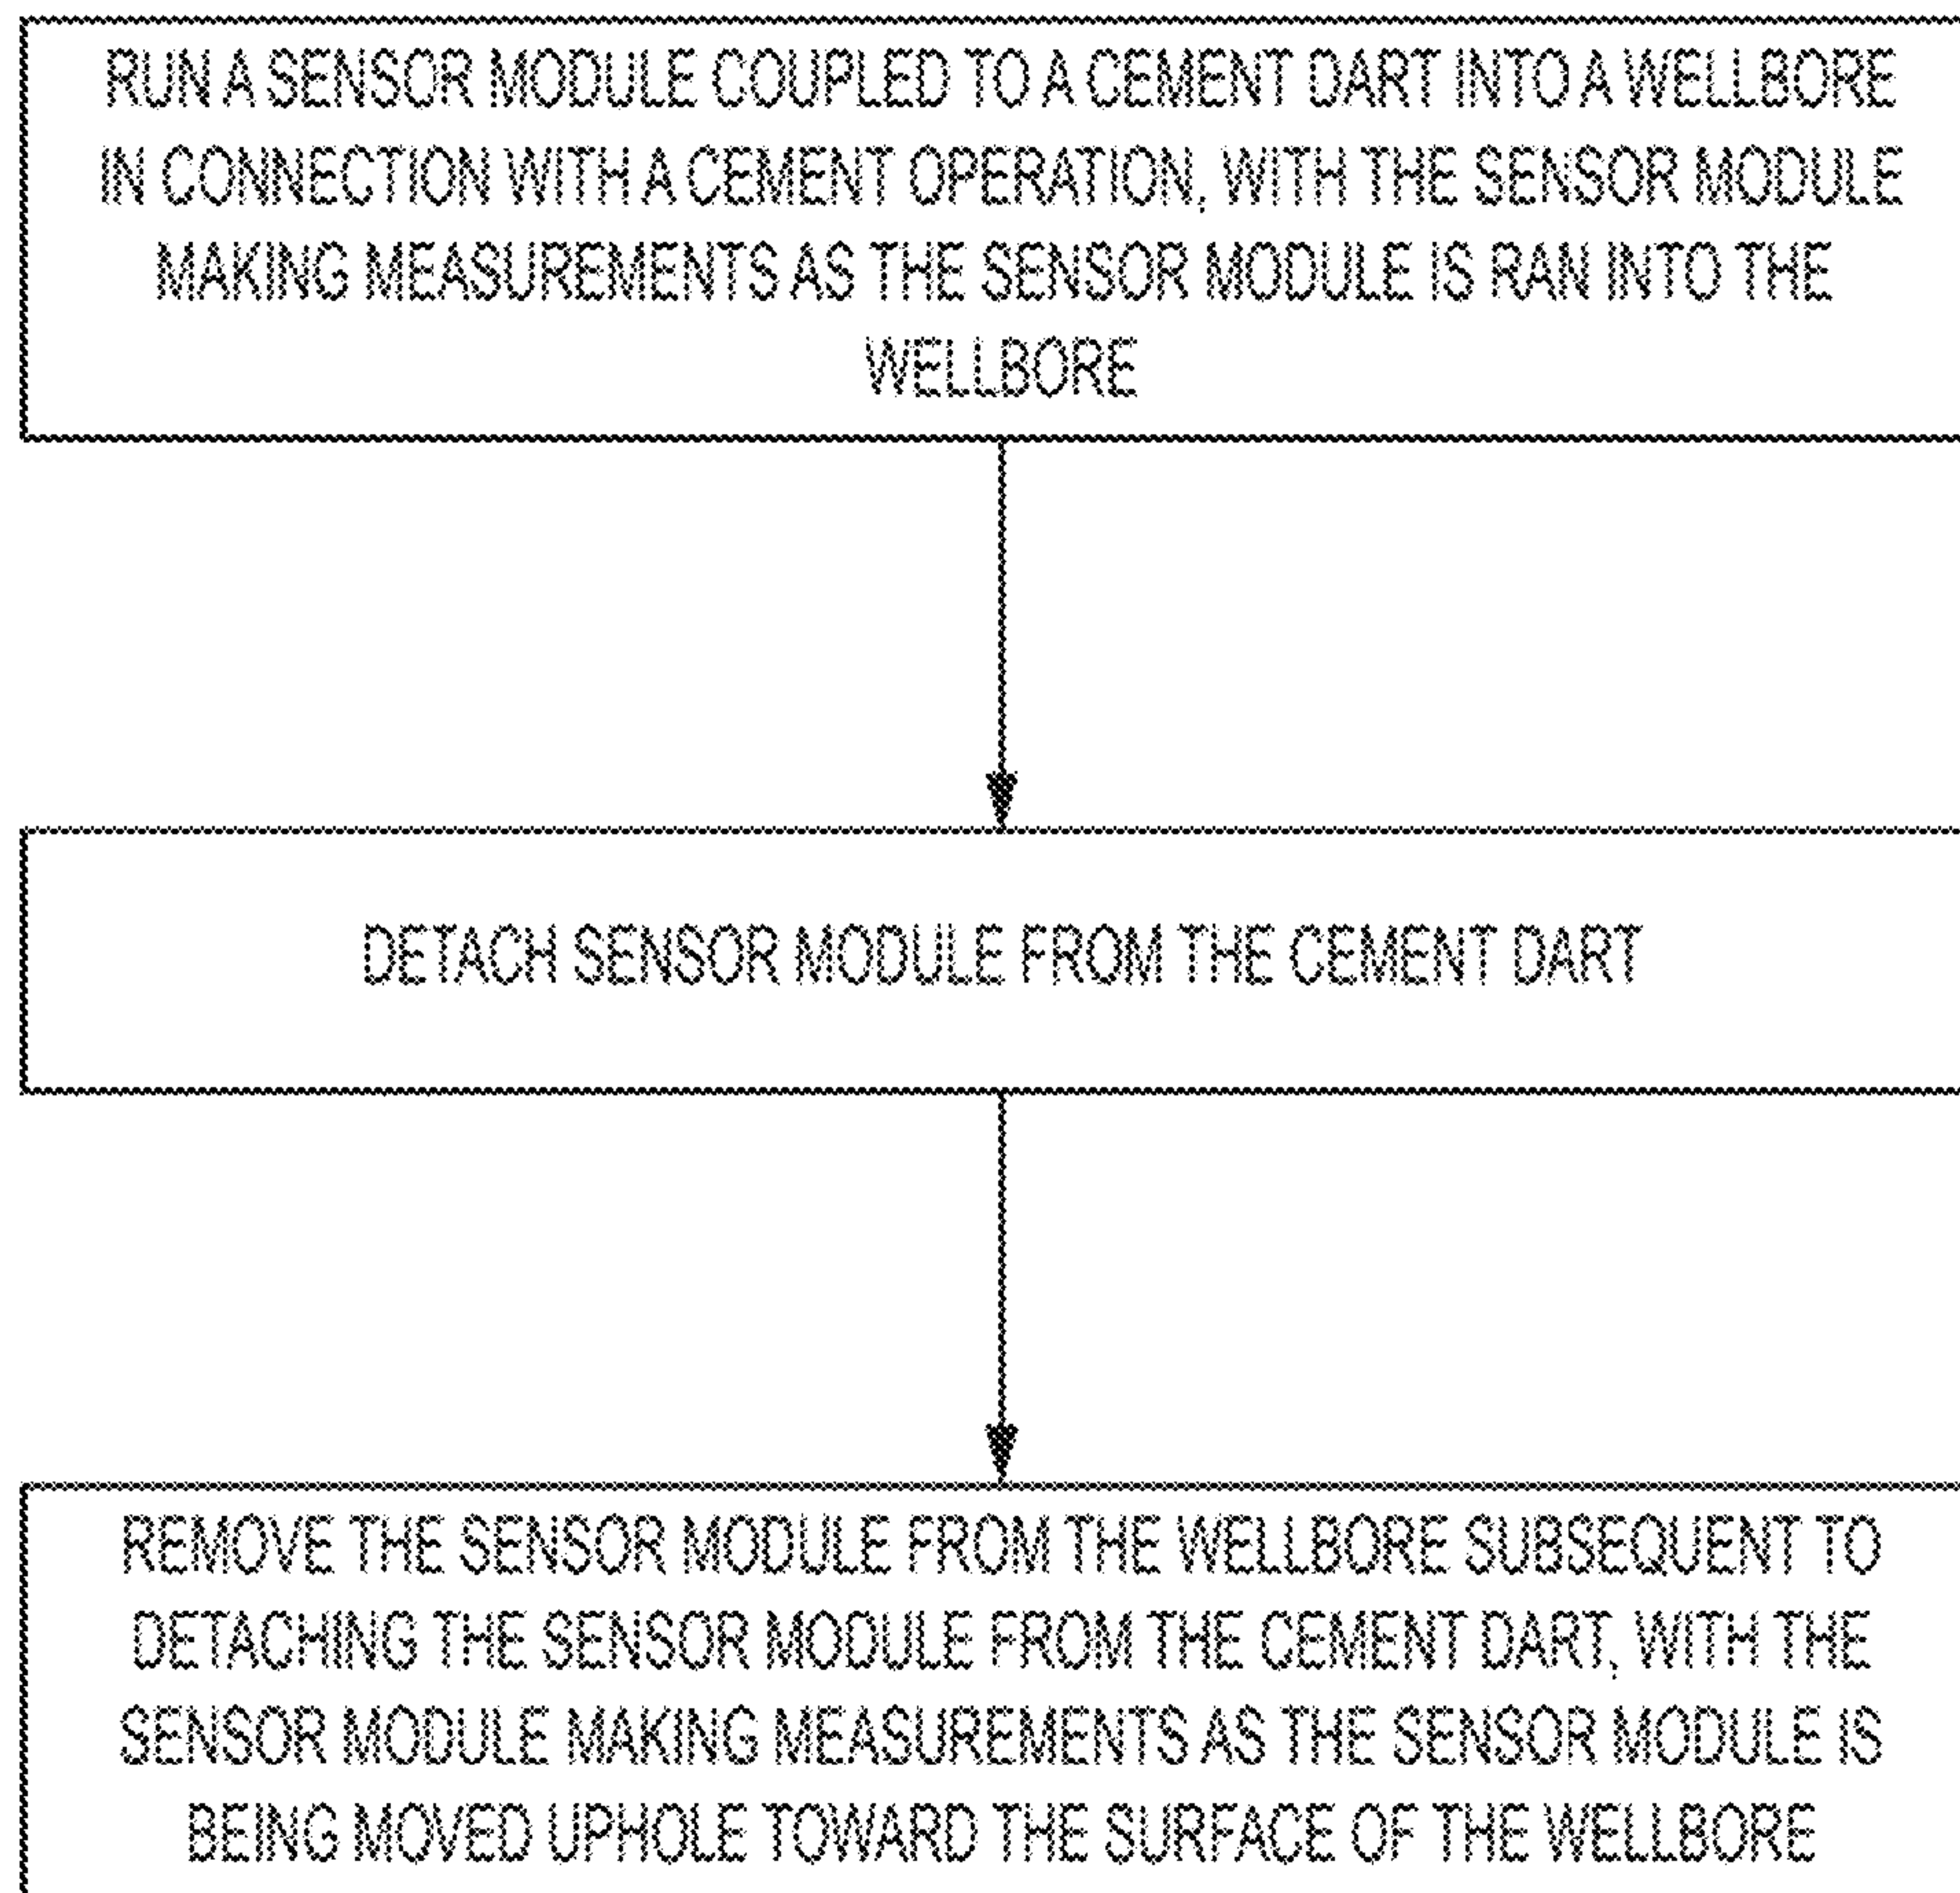 RUN A SENSOR MODULE COUPLED TO A CEMENT DART INTO A WELLBORE
IN CONNECTION WITH A CEMENT OPERATION, WITH THE SENSOR MODULE
MAKING MEASUREMENTS AS THE SENSOR MODULE IS RAN INTO THE
WELLBORE
DETACH SENSOR MODULE FROM THE CEMENT DART
REMOVE THE SENSOR MODULE FROM THE WELLBORE SUBSEQUENT TO
DETACHING THE SENSOR MODULE FROM THE CEMENT DART, WITH THE
SENSOR MODULE MAKING MEASUREMENTS AS THE SENSOR MODULE IS
BEING MOVED UPHOLE TOWARD THE SURFACE OF THE WELLBORE